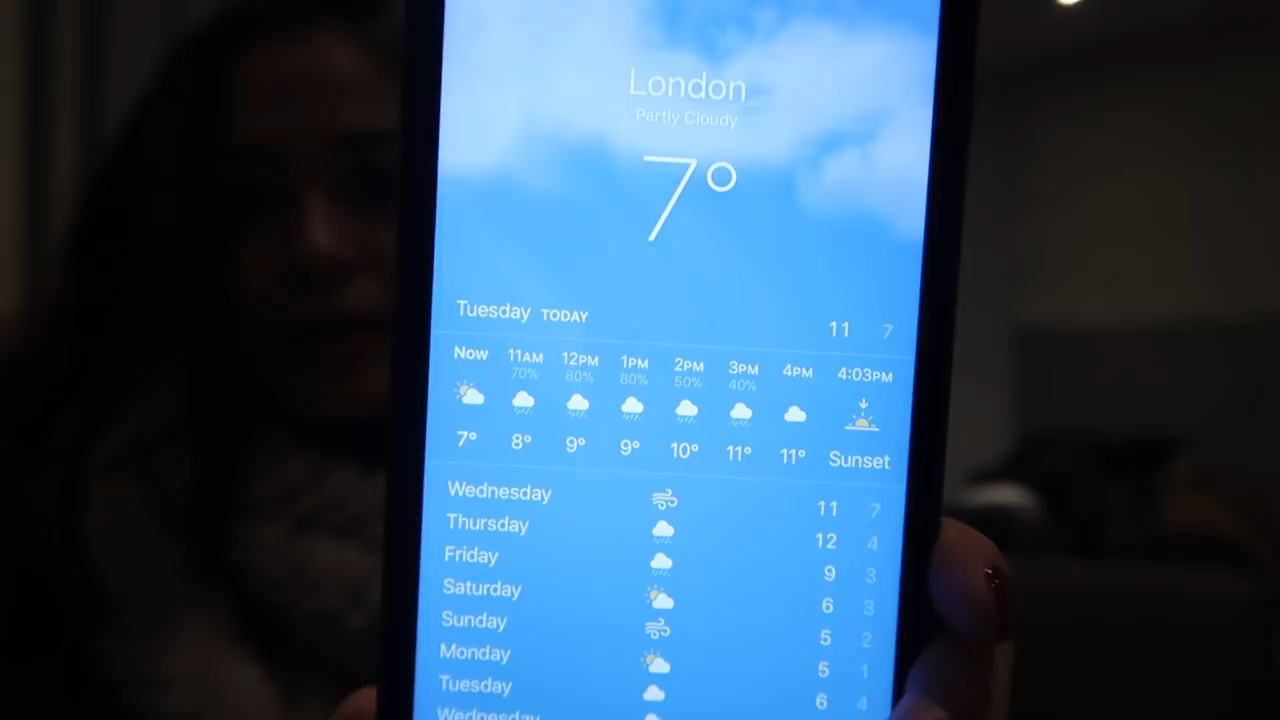 London
Partly Cloudy
7°
Tuesday TODAY 11 7
Now 11AM 12PM 1PM 2PM 3PM 4PM 4:03PM
70% 80% 80% 50% 40%
7° 8° 9° 9° 10° 11° 11° Sunset
Wednesday 11 7
Thursday 12 4
Friday 9 3
Saturday 6 3
Sunday 5 2
Monday 5 1
Tuesday 6 4
Wednesday